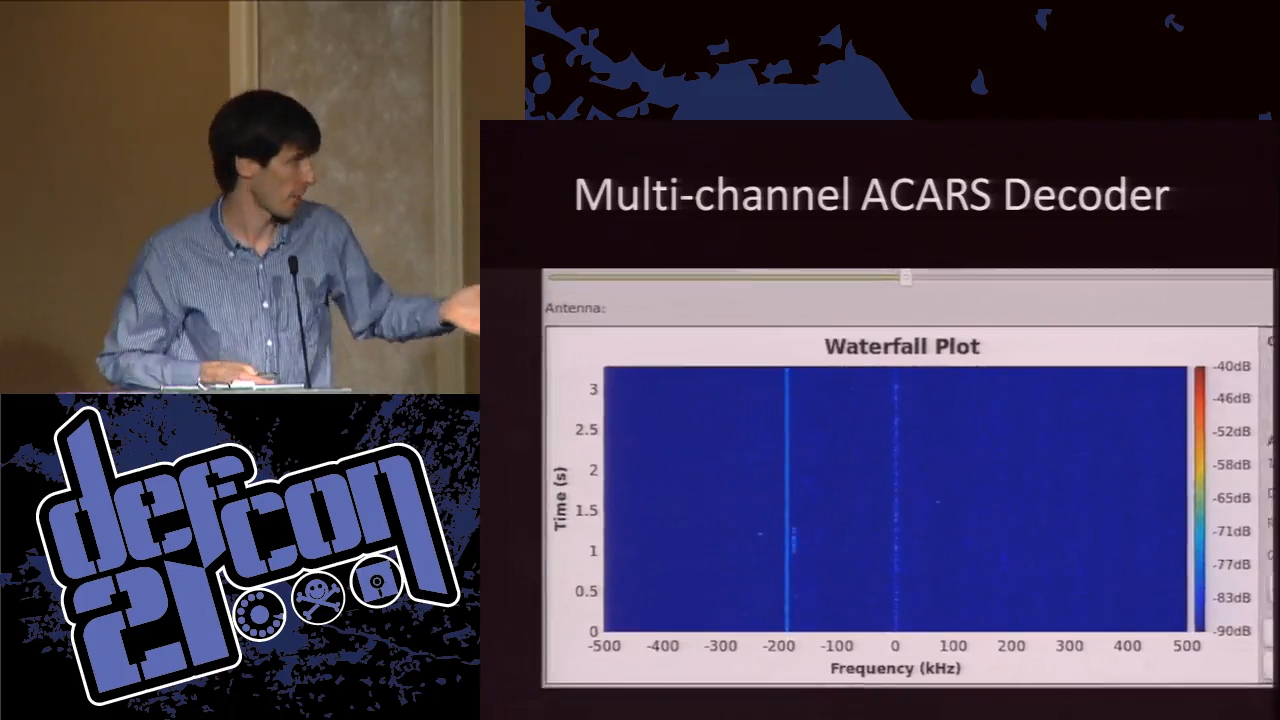 Multi-channel ACARS Decoder
Antenna:
Waterfall Plot
Time (s)
3
2.5
2
1.5
1
0.5
0
-500 -400 -300 -200 -100 0 100 200 300 400 500
Frequency (kHz)
-40dB
-46dB
-52dB
-58dB
-65dB
-71dB
-77dB
-83dB
-90dB
defcon
21